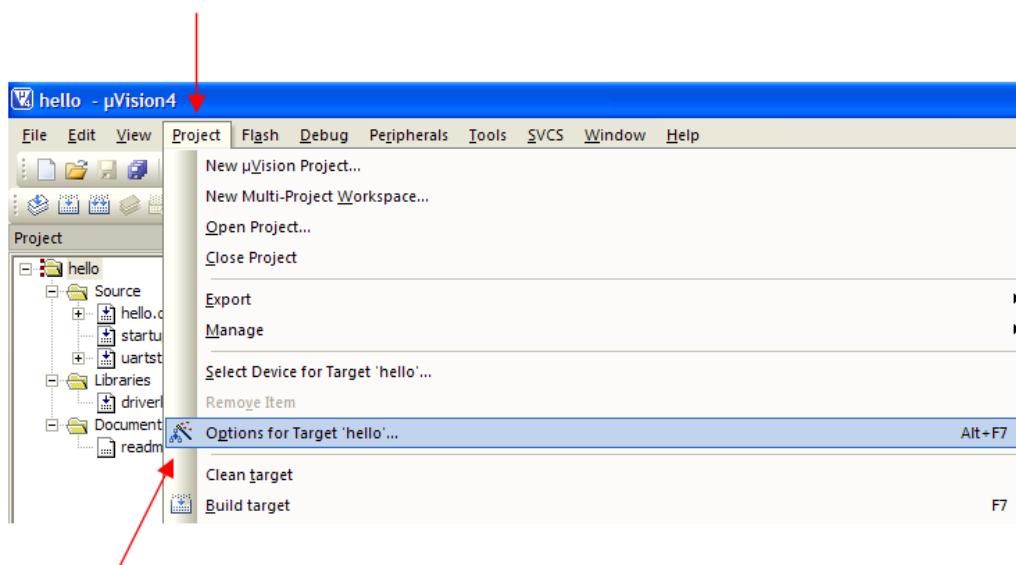 hello - µVision4
File Edit View Project Flash Debug Peripherals Tools SVCS Window Help
New µVision Project...
New Multi-Project Workspace...
Open Project...
Close Project
Export
Manage
Select Device for Target 'hello'...
Remove Item
Options for Target 'hello'... Alt+F7
Clean target
Build target F7
Project
hello
Source
hello.c
startu
uartst
Libraries
driverl
Document
readm